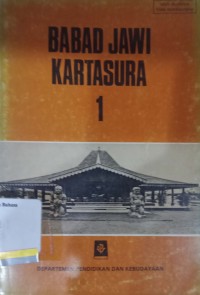 BABAD JAWI
KARTASURA
1
DEPARTEMEN PENDIDIKAN DAN KEBUDAYAAN